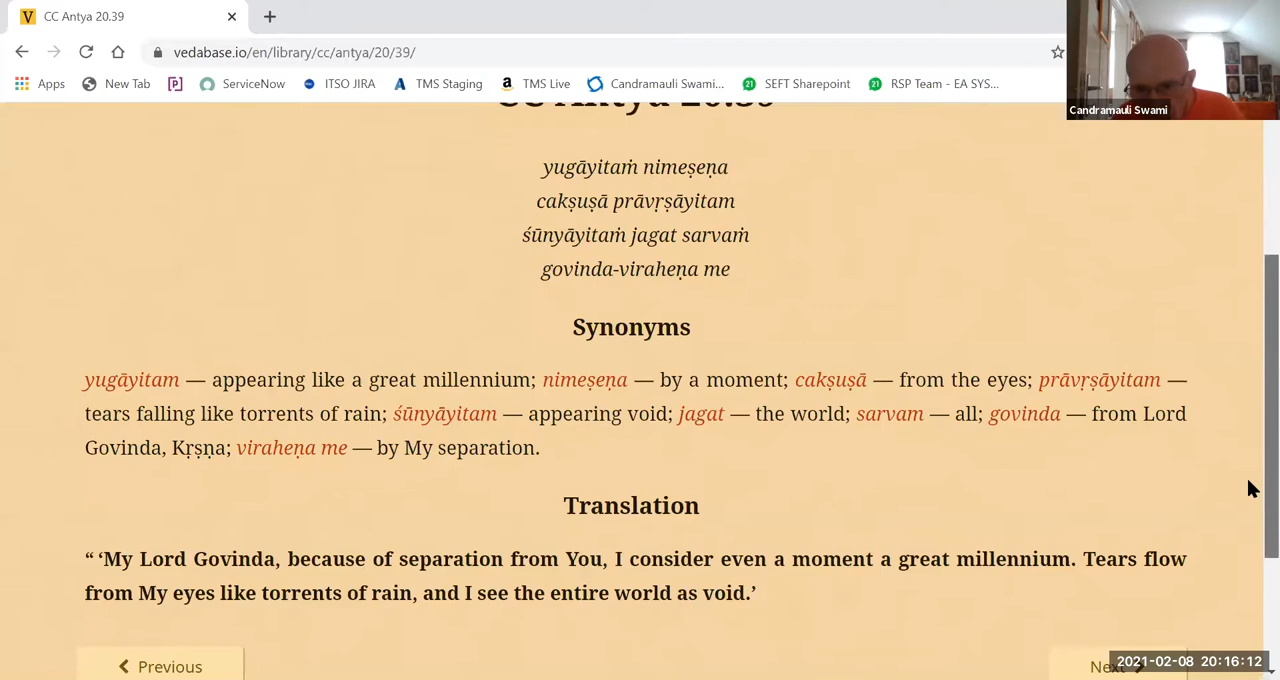 CC Antya 20.39
vedabase.io/en/library/cc/antya/20/39/
Apps New Tab ServiceNow ITSO JIRA TMS Staging TMS Live Candramauli Swami... SEFT Sharepoint RSP Team - EA SYS...
Candramauli Swami
CC Antya 20.39
yugāyitaṁ nimeṣeṇa
cakṣuṣā prāvṛṣāyitam
śūnyāyitaṁ jagat sarvaṁ
govinda-viraheṇa me
Synonyms
yugāyitam — appearing like a great millennium; nimeṣeṇa — by a moment; cakṣuṣā — from the eyes; prāvṛṣāyitam —
tears falling like torrents of rain; śūnyāyitam — appearing void; jagat — the world; sarvam — all; govinda — from Lord
Govinda, Kṛṣṇa; viraheṇa me — by My separation.
Translation
“ ‘My Lord Govinda, because of separation from You, I consider even a moment a great millennium. Tears flow
from My eyes like torrents of rain, and I see the entire world as void.’
Previous
Next
2021-02-08 20:16:12